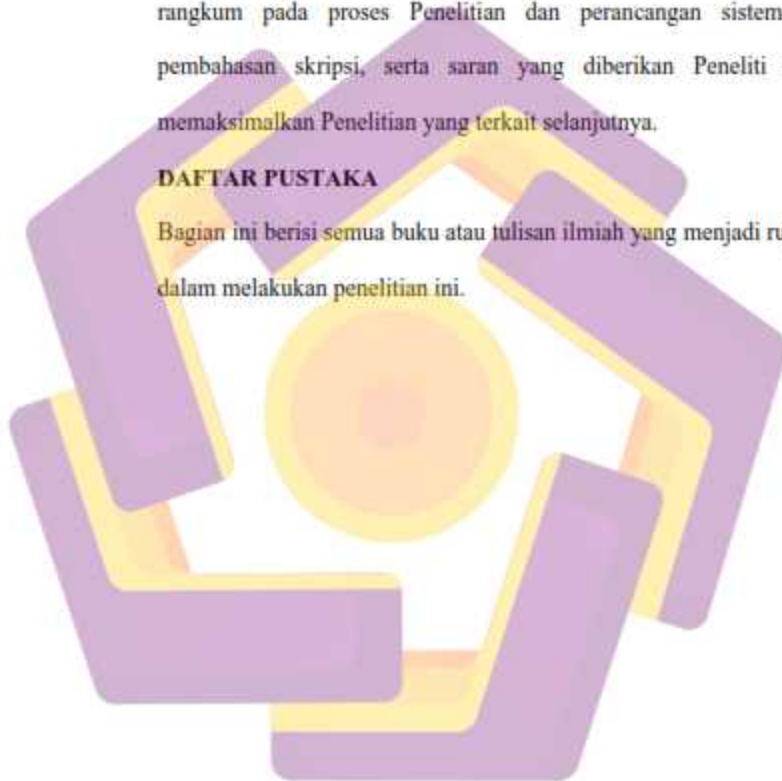 rangkum pada proses Penelitian dan perancangan sistem
pembahasan skripsi, serta saran yang diberikan Peneliti
memaksimalkan Penelitian yang terkait selanjutnya.
DAFTAR PUSTAKA
Bagian ini berisi semua buku atau tulisan ilmiah yang menjadi ru
dalam melakukan penelitian ini.